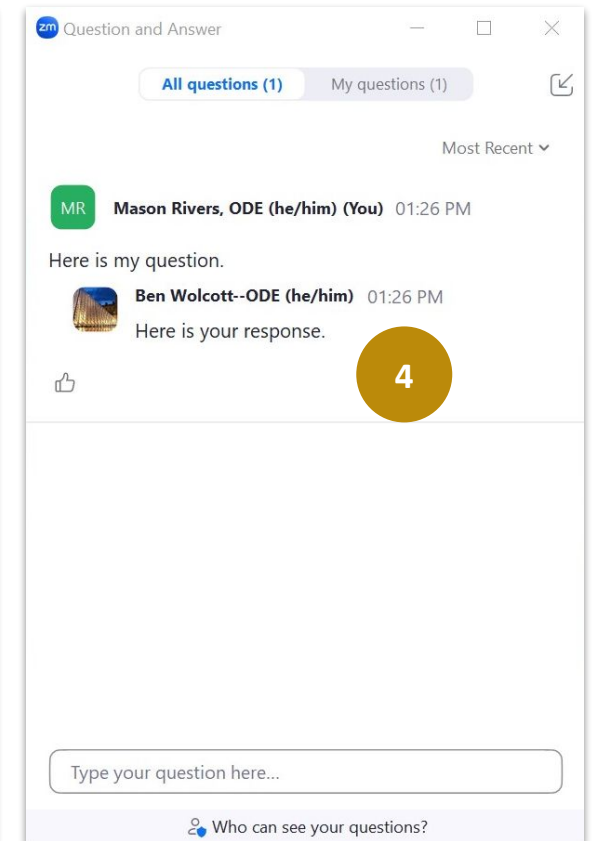 zm Question and Answer
All questions (1) My questions (1)
Most Recent
MR Mason Rivers, ODE (he/him) (You) 01:26 PM
Here is my question.
Ben Wolcott--ODE (he/him) 01:26 PM
Here is your response.
4
Type your question here...
Who can see your questions?